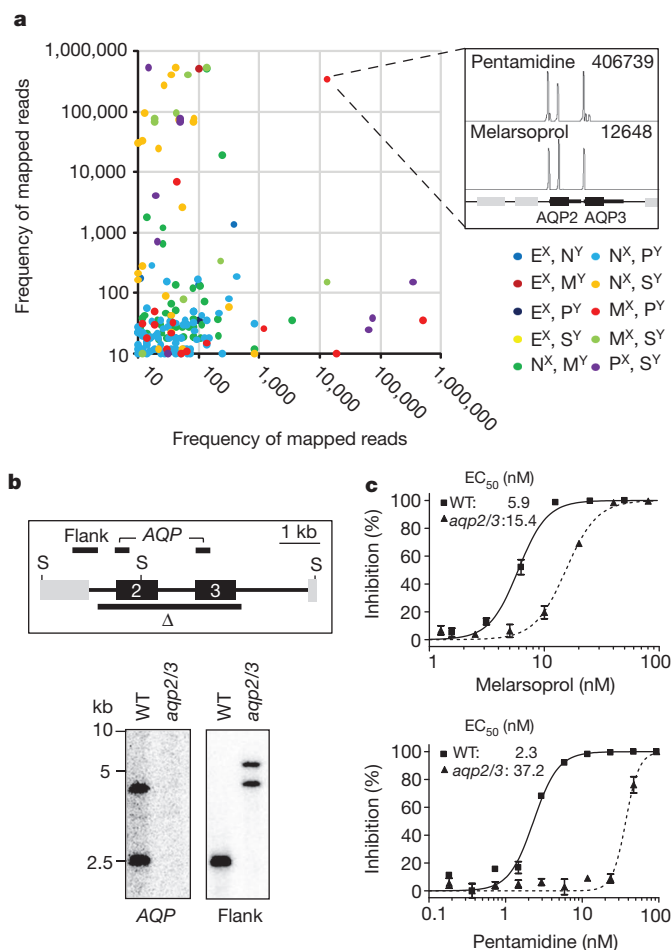 a
1,000,000
100,000
10,000
1,000
100
10
Frequency of mapped reads
10
100
1,000
10,000
100,000
1,000,000
Frequency of mapped reads
Pentamidine 406739
Melarsoprol 12648
AQP2 AQP3
E^X, N^Y N^X, P^Y
E^X, M^Y N^X, S^Y
E^X, P^Y M^X, P^Y
E^X, S^Y M^X, S^Y
N^X, M^Y P^X, S^Y
b
Flank AQP 1 kb
S S S
2 3
Δ
WT aqp2/3 WT aqp2/3
kb
10
5
2.5
AQP Flank
c
EC50 (nM)
WT: 5.9
aqp2/3:15.4
100
80
60
40
20
0
Inhibition (%)
1 10 100
Melarsoprol (nM)
EC50 (nM)
WT: 2.3
aqp2/3: 37.2
100
80
60
40
20
0
Inhibition (%)
0.1 1 10 100
Pentamidine (nM)